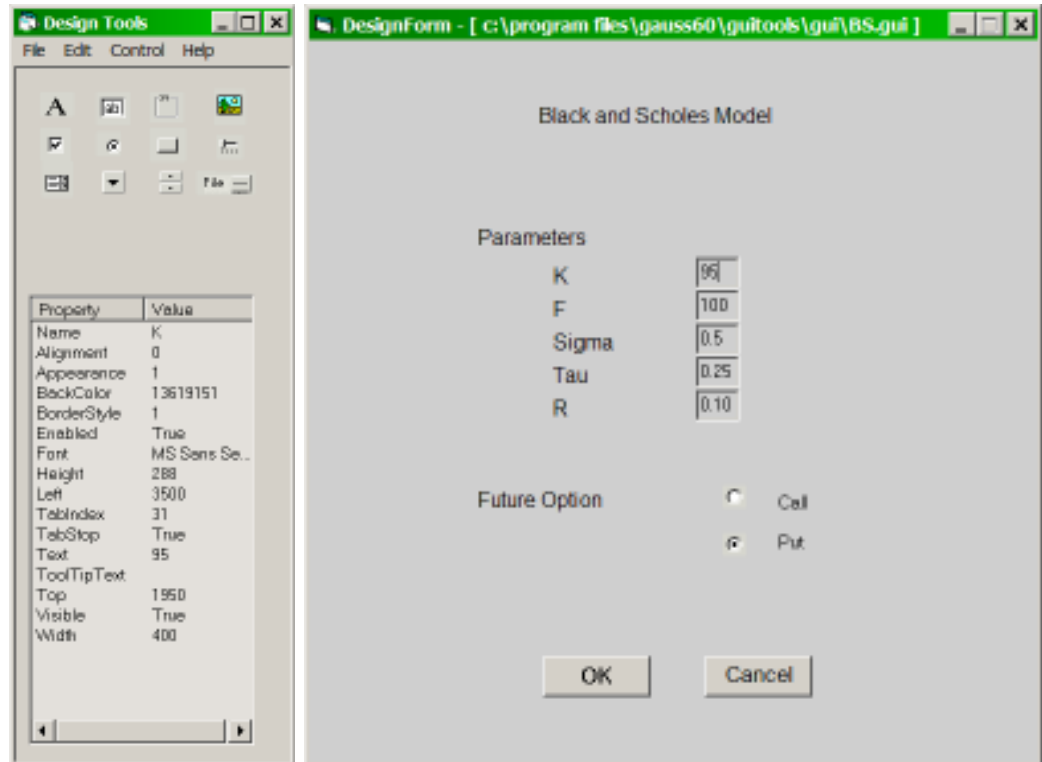 Design Tools
File Edit Control Help
A
ab
File
Property Value
Name K
Alignment 0
Appearance 1
BackColor 13619151
BorderStyle 1
Enabled True
Font MS Sans Se...
Height 288
Left 3500
TabIndex 31
TabStop True
Text 95
ToolTipText
Top 1950
Visible True
Width 400
DesignForm - [ c:\program files\gauss60\guitools\gui\BS.gui ]
Black and Scholes Model
Parameters
K 95
F 100
Sigma 0.5
Tau 0.25
R 0.10
Future Option Call
Put
OK Cancel